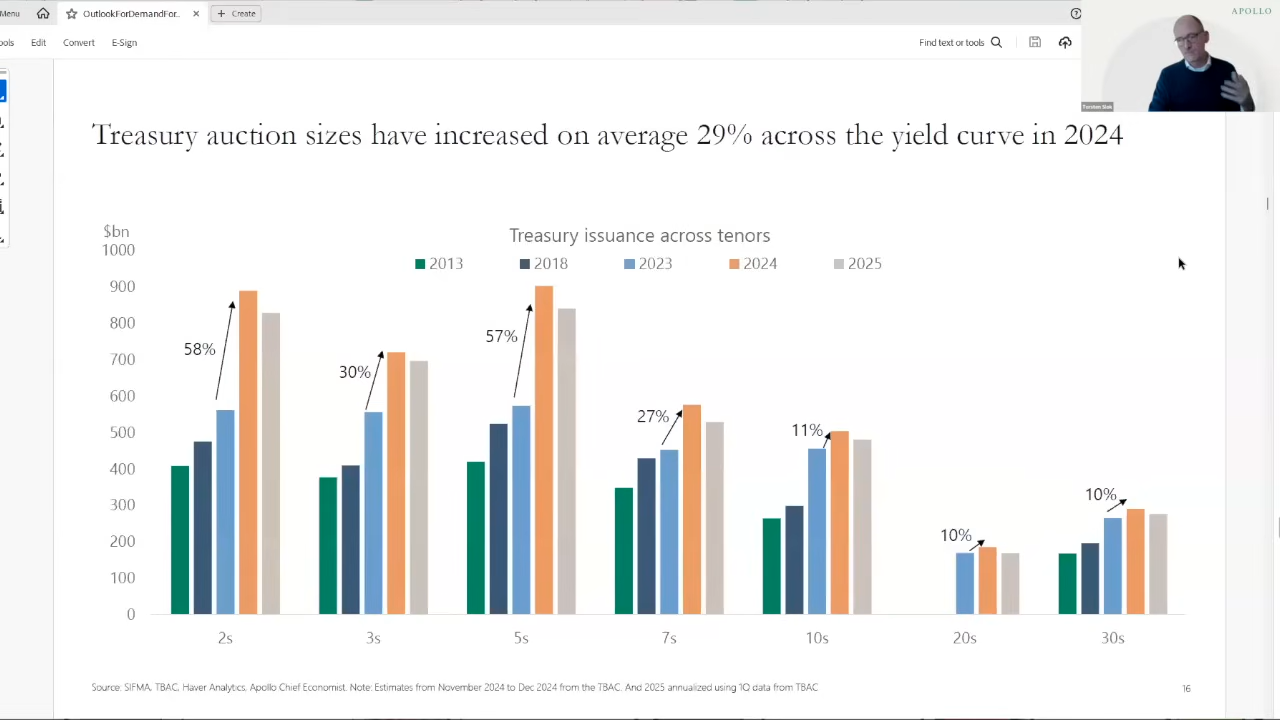 Menu
OutlookForDemandFor...
Create
APOLLO
ools
Edit
Convert
E-Sign
Find text or tools
Torsten Slok
Treasury auction sizes have increased on average 29% across the yield curve in 2024
$bn
Treasury issuance across tenors
2013 2018 2023 2024 2025
1000
900
800
700
600
500
400
300
200
100
0
58%
30%
57%
27%
11%
10%
10%
2s 3s 5s 7s 10s 20s 30s
Source: SIFMA, TBAC, Haver Analytics, Apollo Chief Economist. Note: Estimates from November 2024 to Dec 2024 from the TBAC. And 2025 annualized using 1Q data from TBAC
16